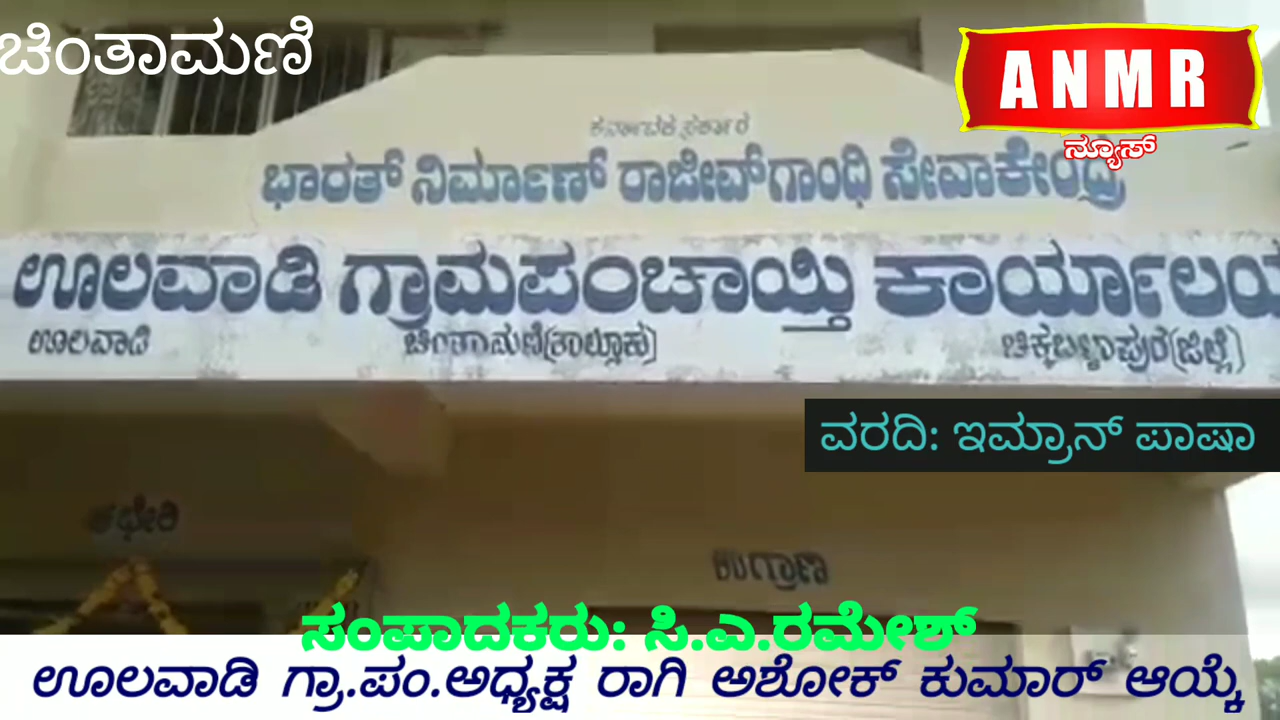 ಚಿಂತಾಮಣಿ
ANMR
ನ್ಯೂಸ್
ಕರ್ನಾಟಕ ಸರ್ಕಾರ
ಭಾರತ್ ನಿರ್ಮಾಣ್ ರಾಜೀವ್‌ಗಾಂಧಿ ಸೇವಾಕೇಂದ್ರ
ಊಲವಾಡಿ ಗ್ರಾಮಪಂಚಾಯ್ತಿ ಕಾರ್ಯಾಲಯ
ಊಲವಾಡಿ ಚಿಂತಾಮಣಿ(ತಾಲ್ಲೂಕು) ಚಿಕ್ಕಬಳ್ಳಾಪುರ(ಜಿಲ್ಲೆ)
ವರದಿ: ಇಮ್ರಾನ್ ಪಾಷಾ
ಕಛೇರಿ
ಉಗ್ರಾಣ
ಸಂಪಾದಕರು: ಸಿ.ಎ.ರಮೇಶ್
ಊಲವಾಡಿ ಗ್ರಾ.ಪಂ.ಅಧ್ಯಕ್ಷ ರಾಗಿ ಅಶೋಕ್ ಕುಮಾರ್ ಆಯ್ಕೆ